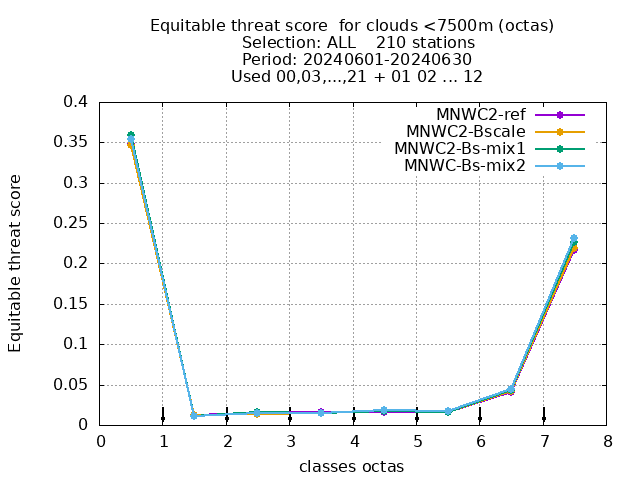 Equitable threat score  for clouds <7500m (octas)
Selection: ALL    210 stations
Period: 20240601-20240630
Used 00,03,...,21 + 01 02 ... 12
MNWC2-ref
MNWC2-Bscale
MNWC2-Bs-mix1
MNWC-Bs-mix2
Equitable threat score
0.4
0.35
0.3
0.25
0.2
0.15
0.1
0.05
0
0 1 2 3 4 5 6 7 8
classes octas